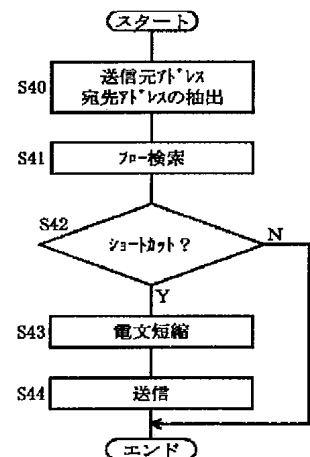 スタート
S40
送信元ｱﾄﾞﾚｽ
宛先ｱﾄﾞﾚｽの抽出
S41
ﾌﾛｰ検索
S42
ｼｮｰﾄｶｯﾄ？
N
Y
S43
電文短縮
S44
送信
エンド